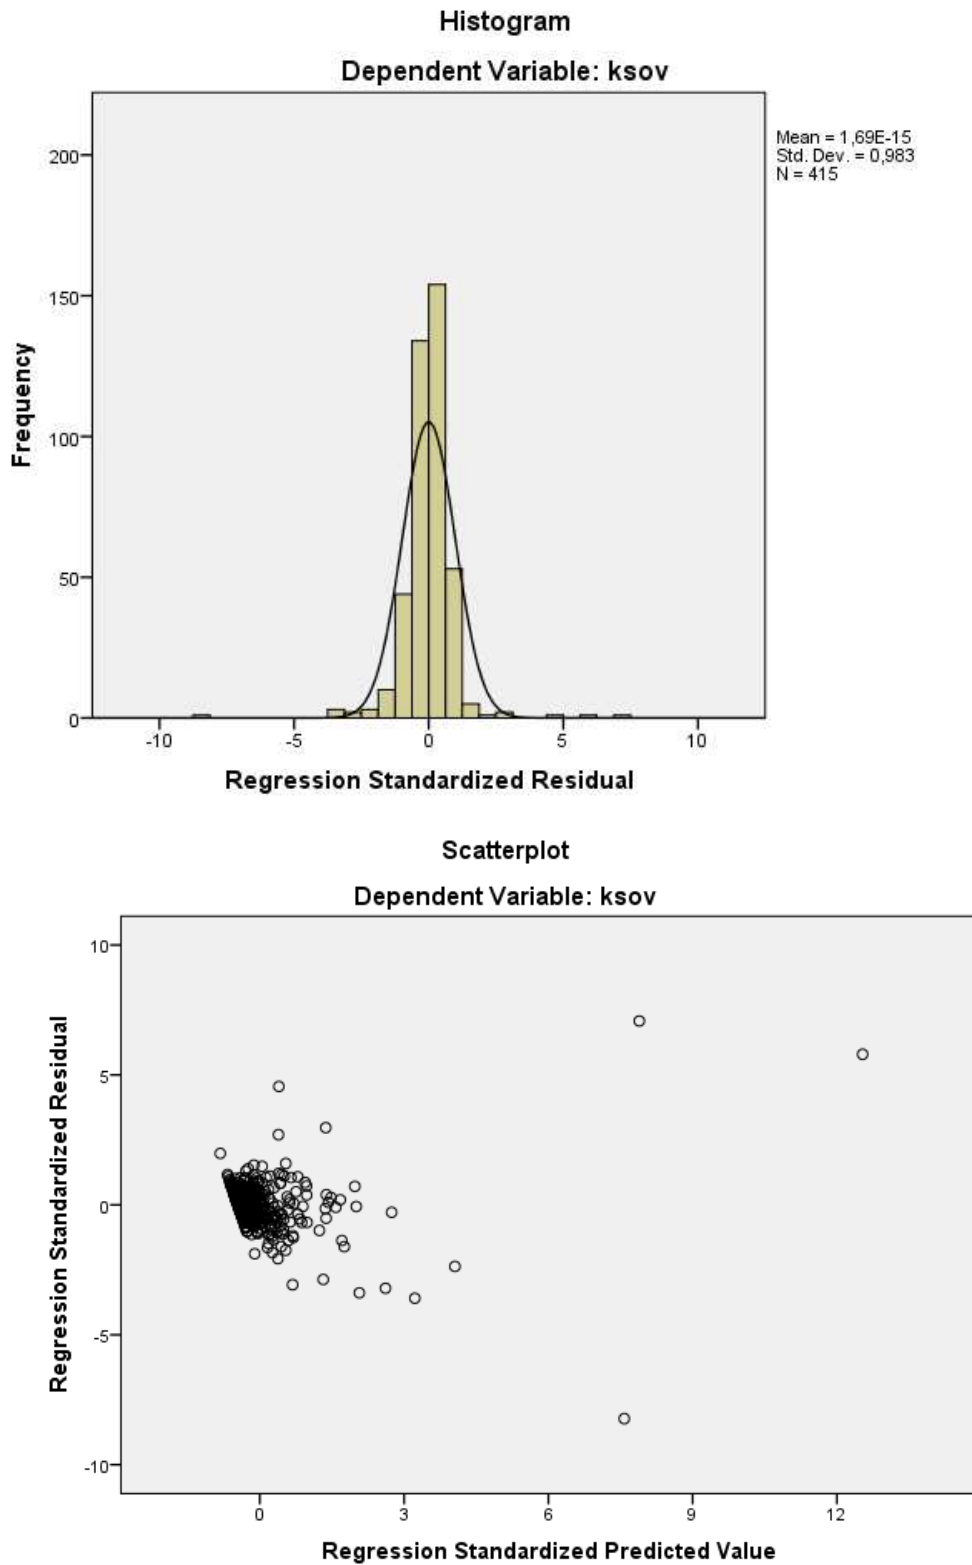 Histogram
Dependent Variable: ksov
Mean = 1,69E-15
Std. Dev. = 0,983
N = 415
200
150
100
50
0
Frequency
-10 -5 0 5 10
Regression Standardized Residual
Scatterplot
Dependent Variable: ksov
10
5
0
-5
-10
Regression Standardized Residual
0 3 6 9 12
Regression Standardized Predicted Value